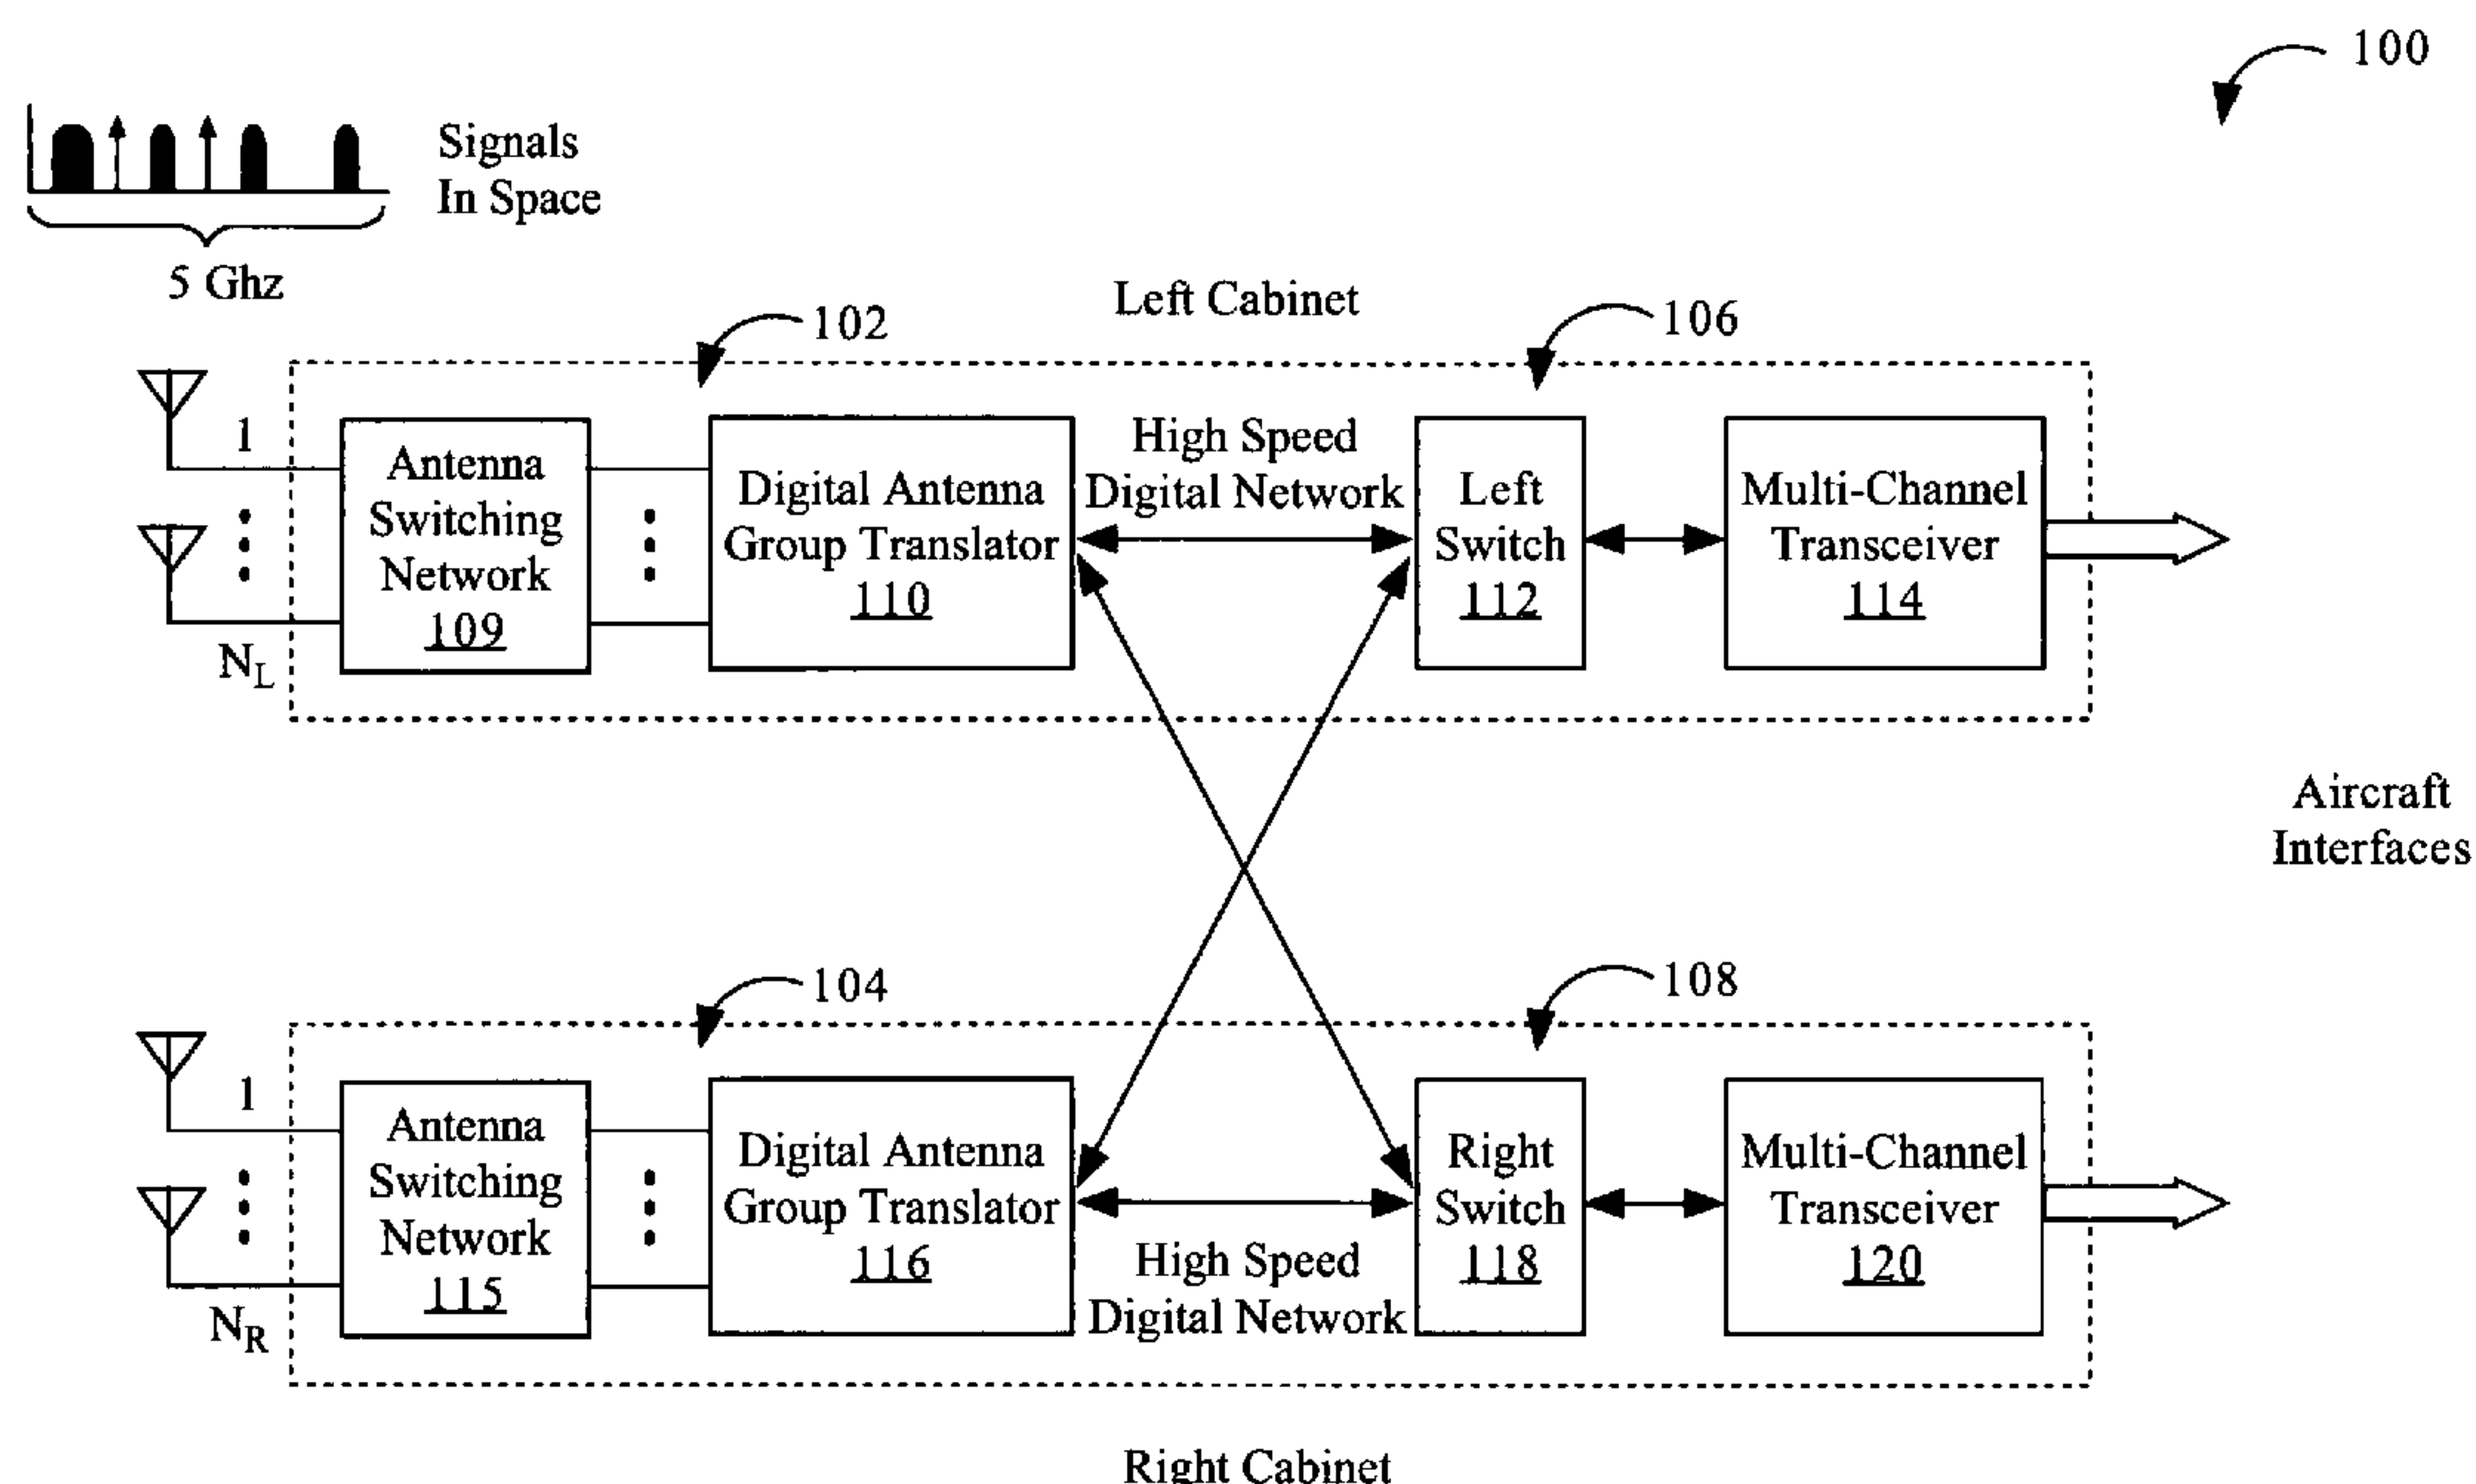 100
Signals
In Space
5 Ghz
Left Cabinet
102
106
1
N_L
Antenna
Switching
Network
109
Digital Antenna
Group Translator
110
High Speed
Digital Network
Left
Switch
112
Multi-Channel
Transceiver
114
Aircraft
Interfaces
104
108
1
N_R
Antenna
Switching
Network
115
Digital Antenna
Group Translator
116
High Speed
Digital Network
Right
Switch
118
Multi-Channel
Transceiver
120
Right Cabinet